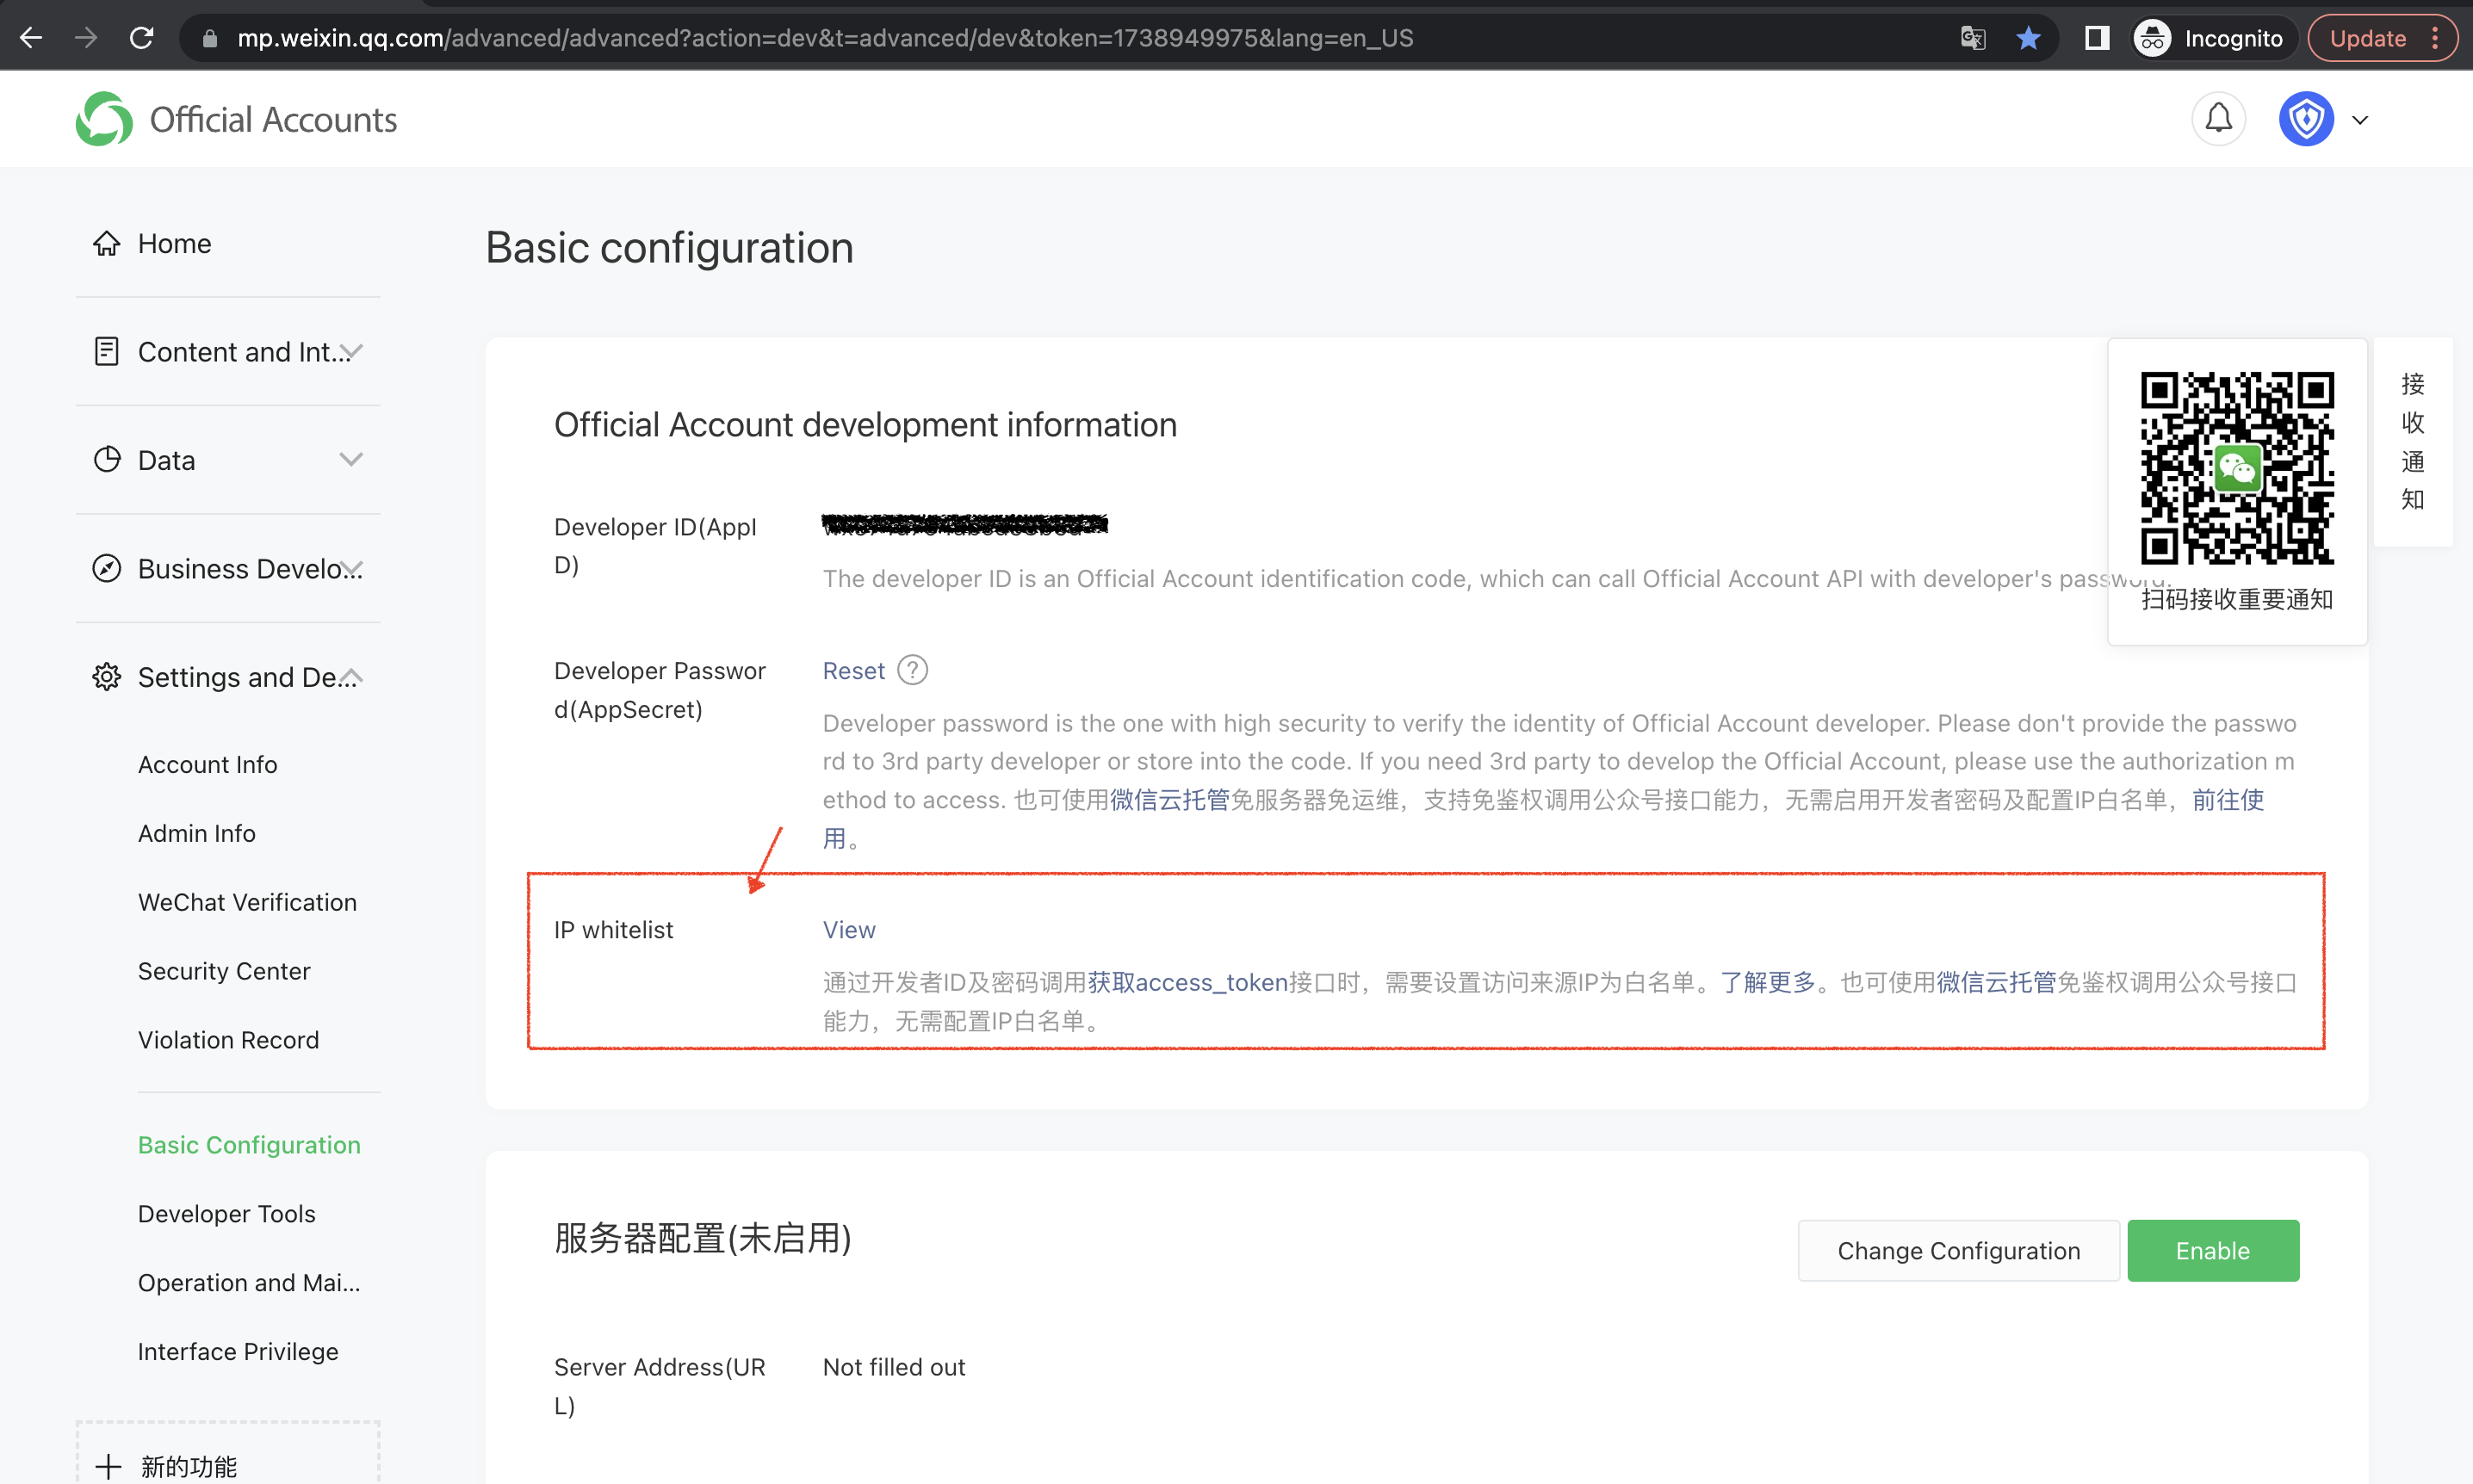 mp.weixin.qq.com/advanced/advanced?action=dev&t=advanced/dev&token=1738949975&lang=en_US
Incognito
Update
Official Accounts
Home
Content and Int...
Data
Business Develo...
Settings and De...
Account Info
Admin Info
WeChat Verification
Security Center
Violation Record
Basic Configuration
Developer Tools
Operation and Mai...
Interface Privilege
新的功能
Basic configuration
Official Account development information
Developer ID(AppI
D)
The developer ID is an Official Account identification code, which can call Official Account API with developer's password.
扫码接收重要通知
接
收
通
知
Developer Passwor
d(AppSecret)
Reset ?
Developer password is the one with high security to verify the identity of Official Account developer. Please don't provide the passwo
rd to 3rd party developer or store into the code. If you need 3rd party to develop the Official Account, please use the authorization m
ethod to access. 也可使用微信云托管免服务器免运维，支持免鉴权调用公众号接口能力，无需启用开发者密码及配置IP白名单，前往使
用。
IP whitelist
View
通过开发者ID及密码调用获取access_token接口时，需要设置访问来源IP为白名单。了解更多。也可使用微信云托管免鉴权调用公众号接口
能力，无需配置IP白名单。
服务器配置(未启用)
Change Configuration
Enable
Server Address(UR
L)
Not filled out